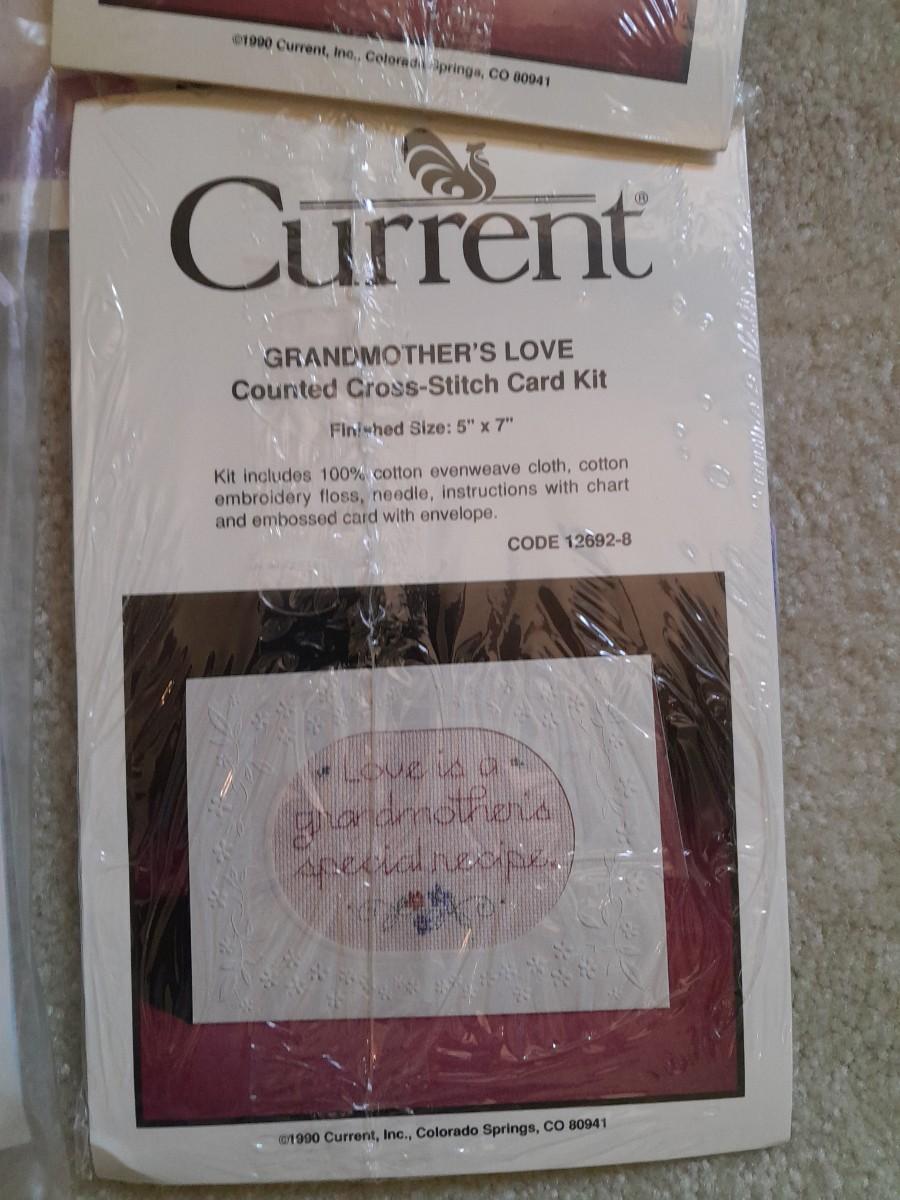 ©1990 Current, Inc., Colorado Springs, CO 80941
Current®
GRANDMOTHER'S LOVE
Counted Cross-Stitch Card Kit
Finished Size: 5" x 7"
Kit includes 100% cotton evenweave cloth, cotton
embroidery floss, needle, instructions with chart
and embossed card with envelope.
CODE 12692-8
Love is a
grandmother's
special recipe.
©1990 Current, Inc., Colorado Springs, CO 80941